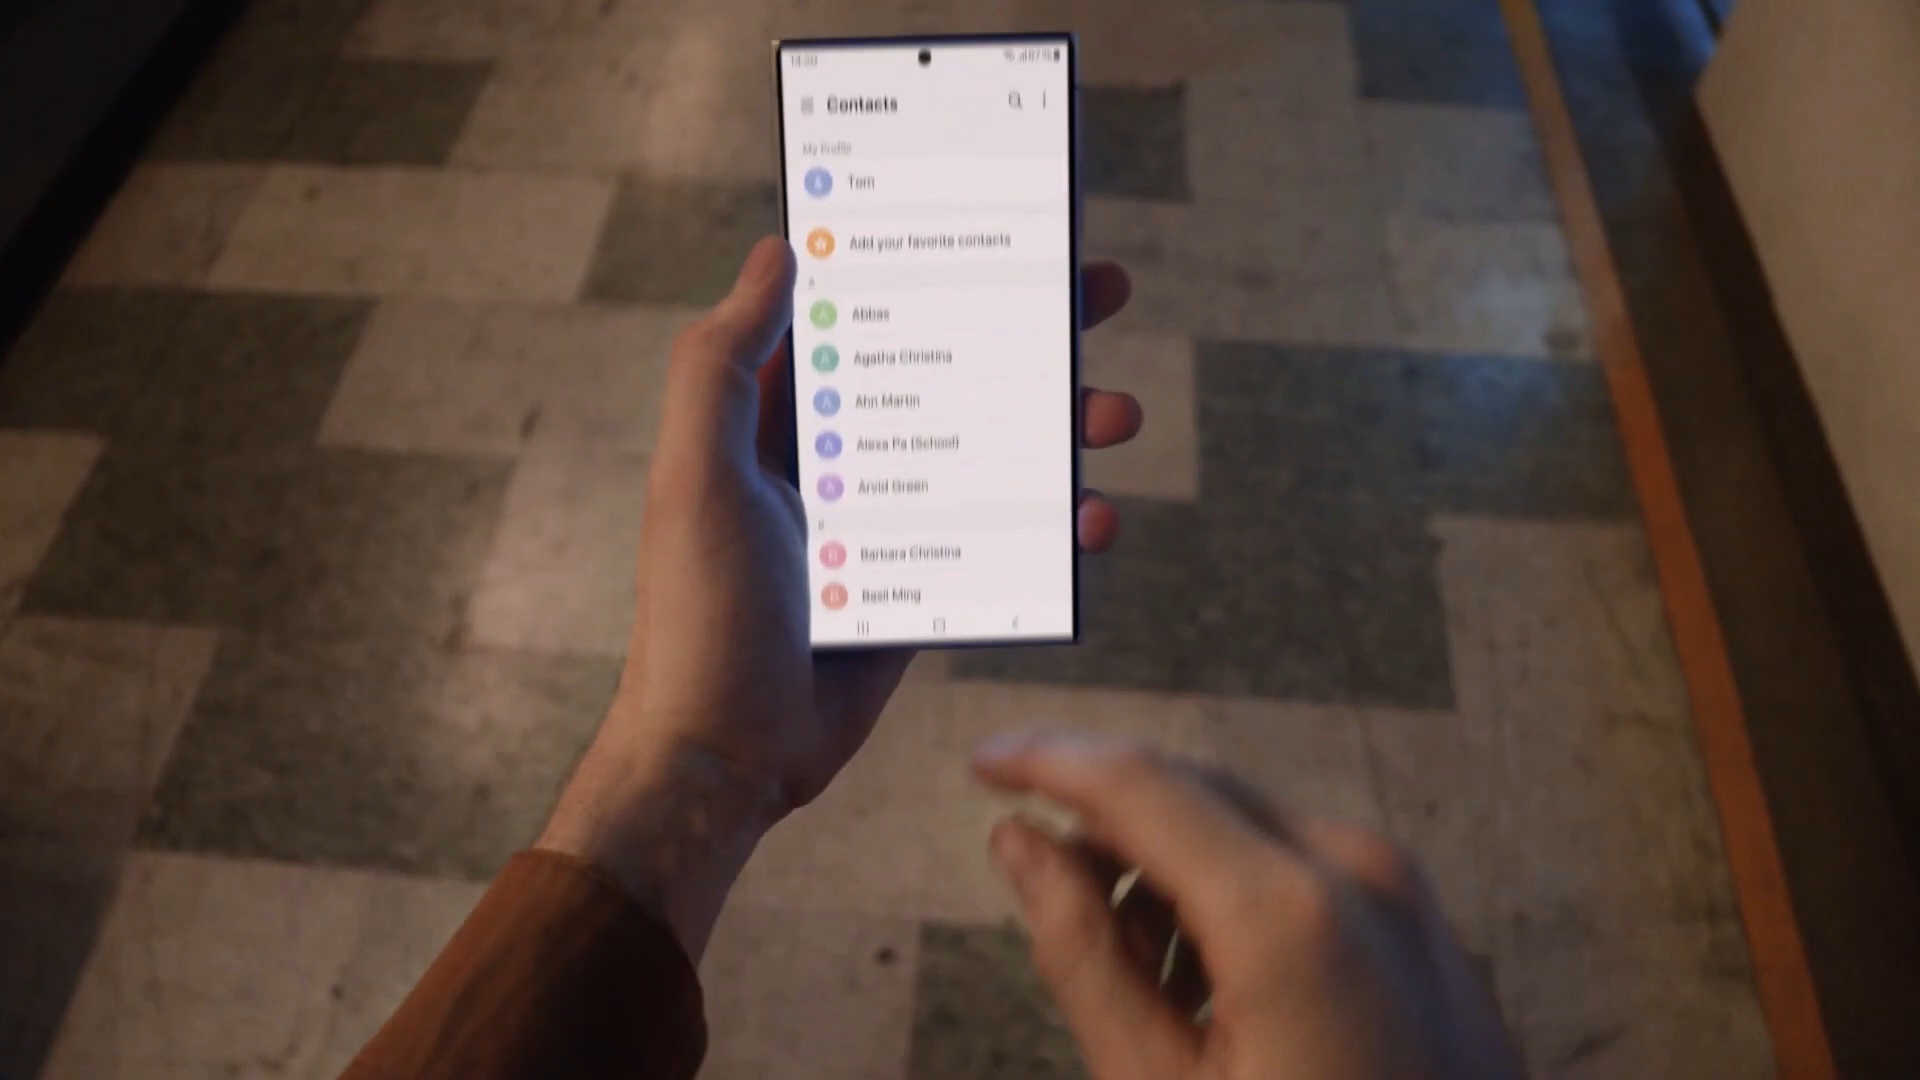 Contacts
My Profile
Tom
Add your favorite contacts
A
Abbas
A
Agatha Christina
A
Ann Martin
A
Alexa Pa (School)
A
Arvid Green
B
B
Barbara Christina
B
Basil Ming